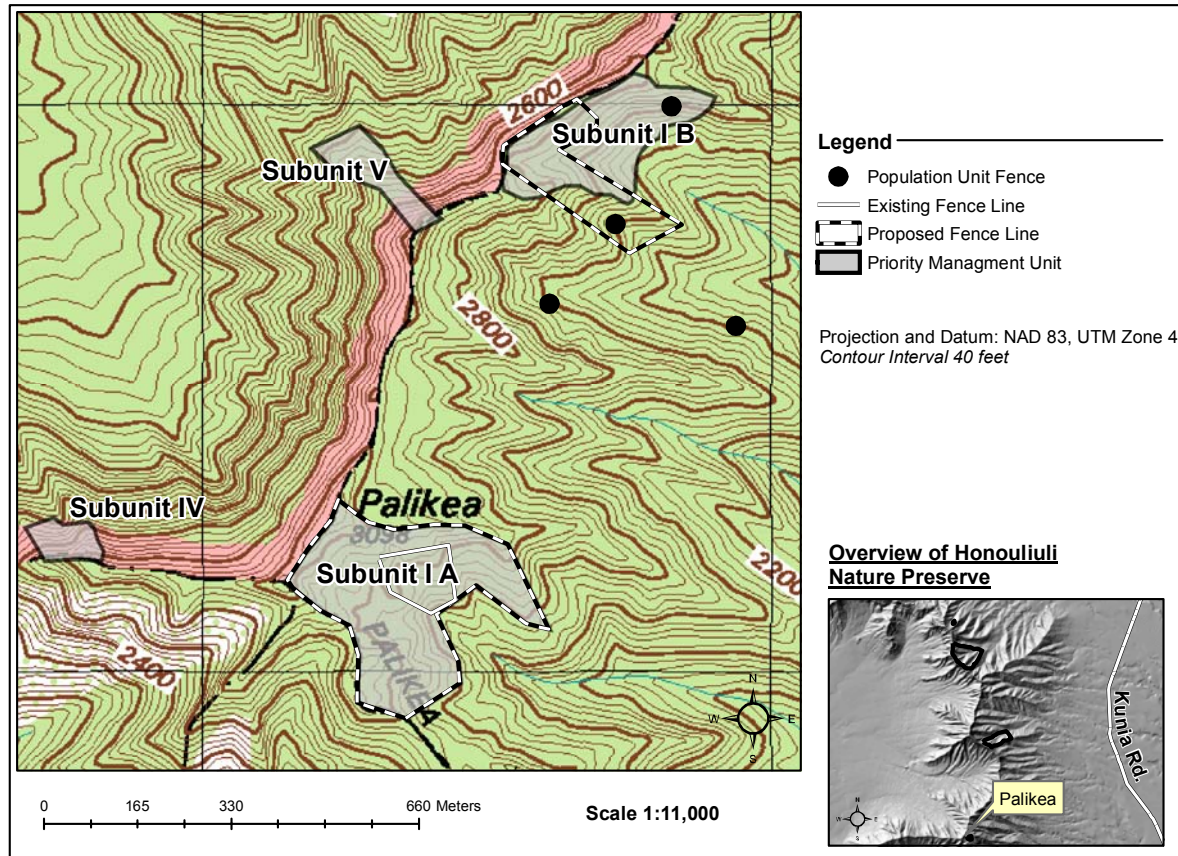 2600
Subunit I B
Subunit V
2800
Subunit IV
Palikea
3098
Subunit I A
2200
2400
PALIKEA
N
W E
S
0 165 330 660 Meters
Scale 1:11,000
Legend
Population Unit Fence
Existing Fence Line
Proposed Fence Line
Priority Managment Unit
Projection and Datum: NAD 83, UTM Zone 4
Contour Interval 40 feet
Overview of Honouliuli
Nature Preserve
Kunia Rd.
Palikea
N
W E
S